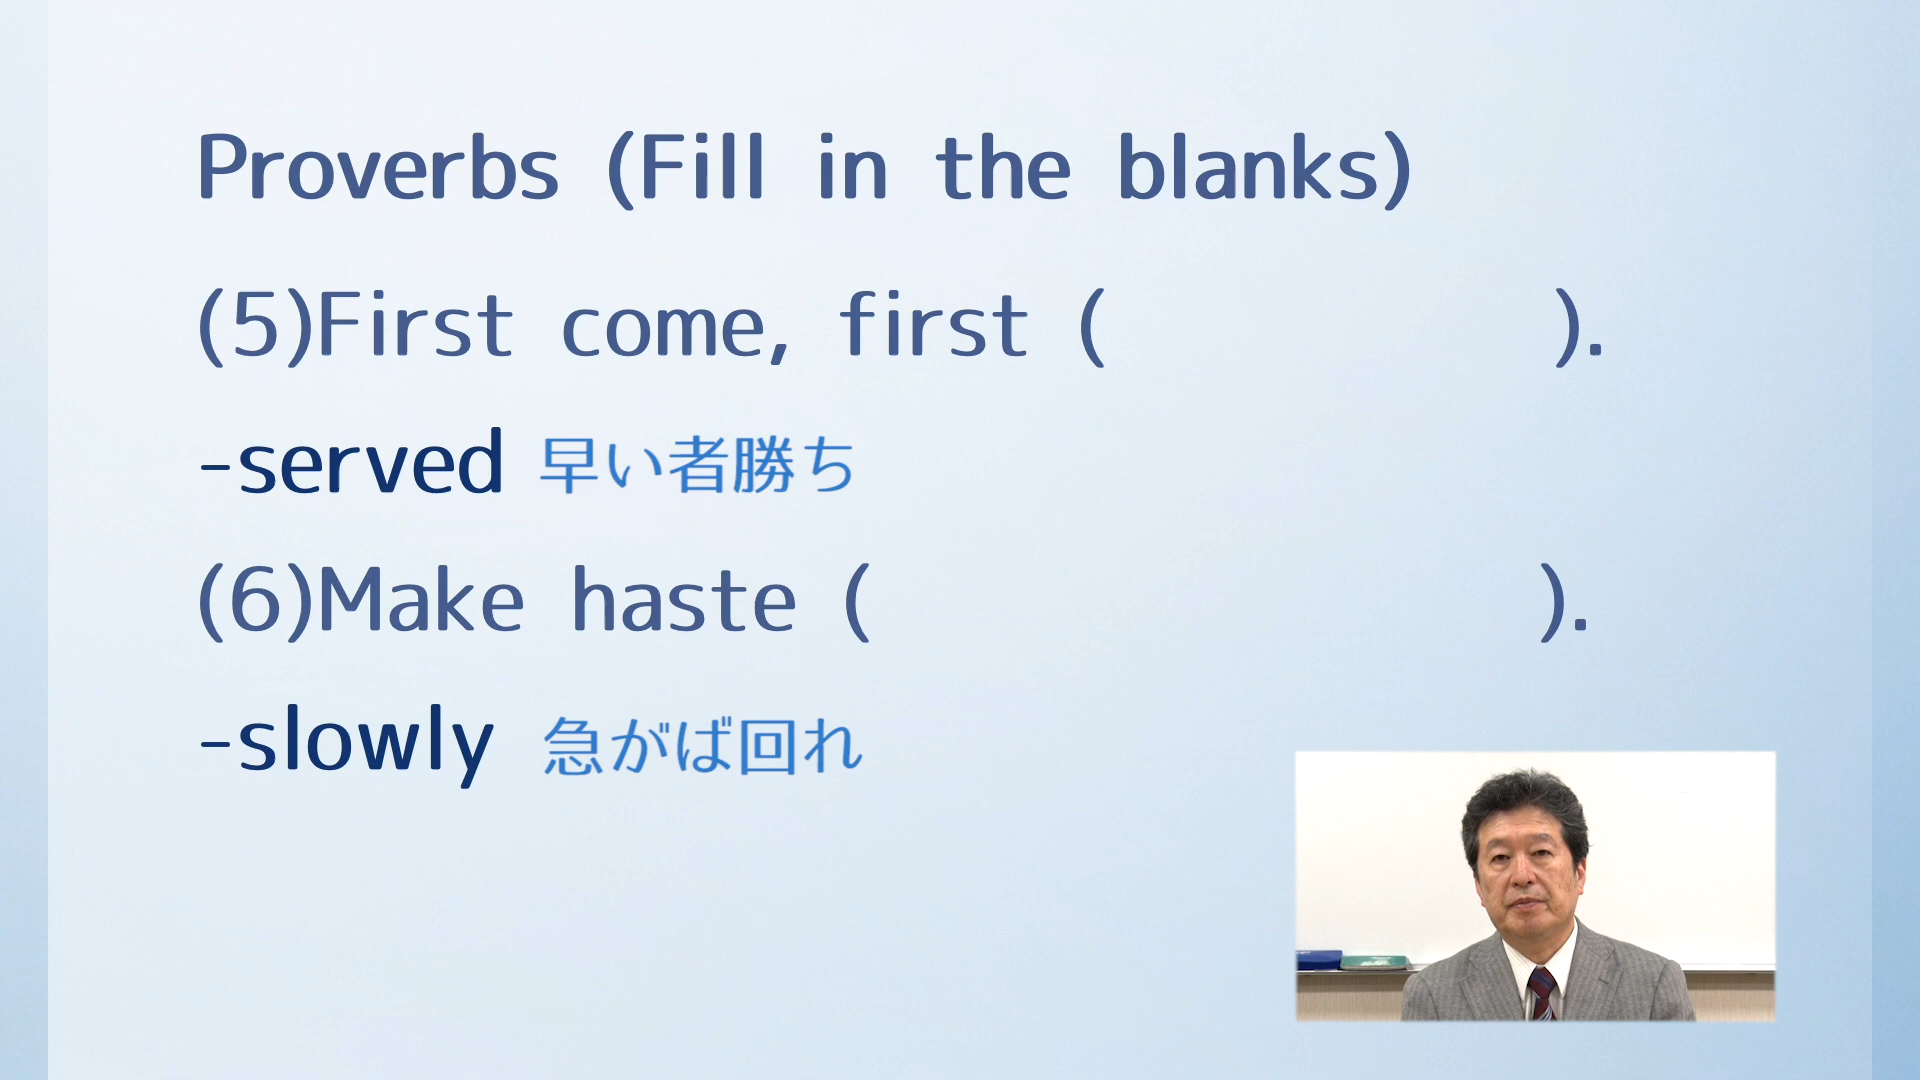 Proverbs (Fill in the blanks)
(5)First come, first (          ).
-served 早い者勝ち
(6)Make haste (          ).
-slowly 急がば回れ